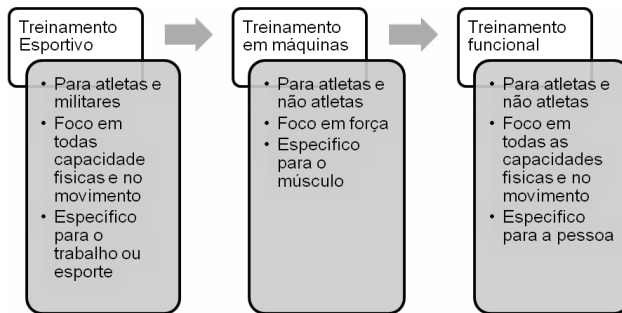 Treinamento
Esportivo
• Para atletas e
militares
• Foco em
todas
capacidade
físicas e no
movimento
• Específico
para o
trabalho ou
esporte
Treinamento
em máquinas
• Para atletas e
não atletas
• Foco em força
• Específico
para o
músculo
Treinamento
funcional
• Para atletas e
não atletas
• Foco em
todas as
capacidades
físicas e no
movimento
• Específico
para a pessoa